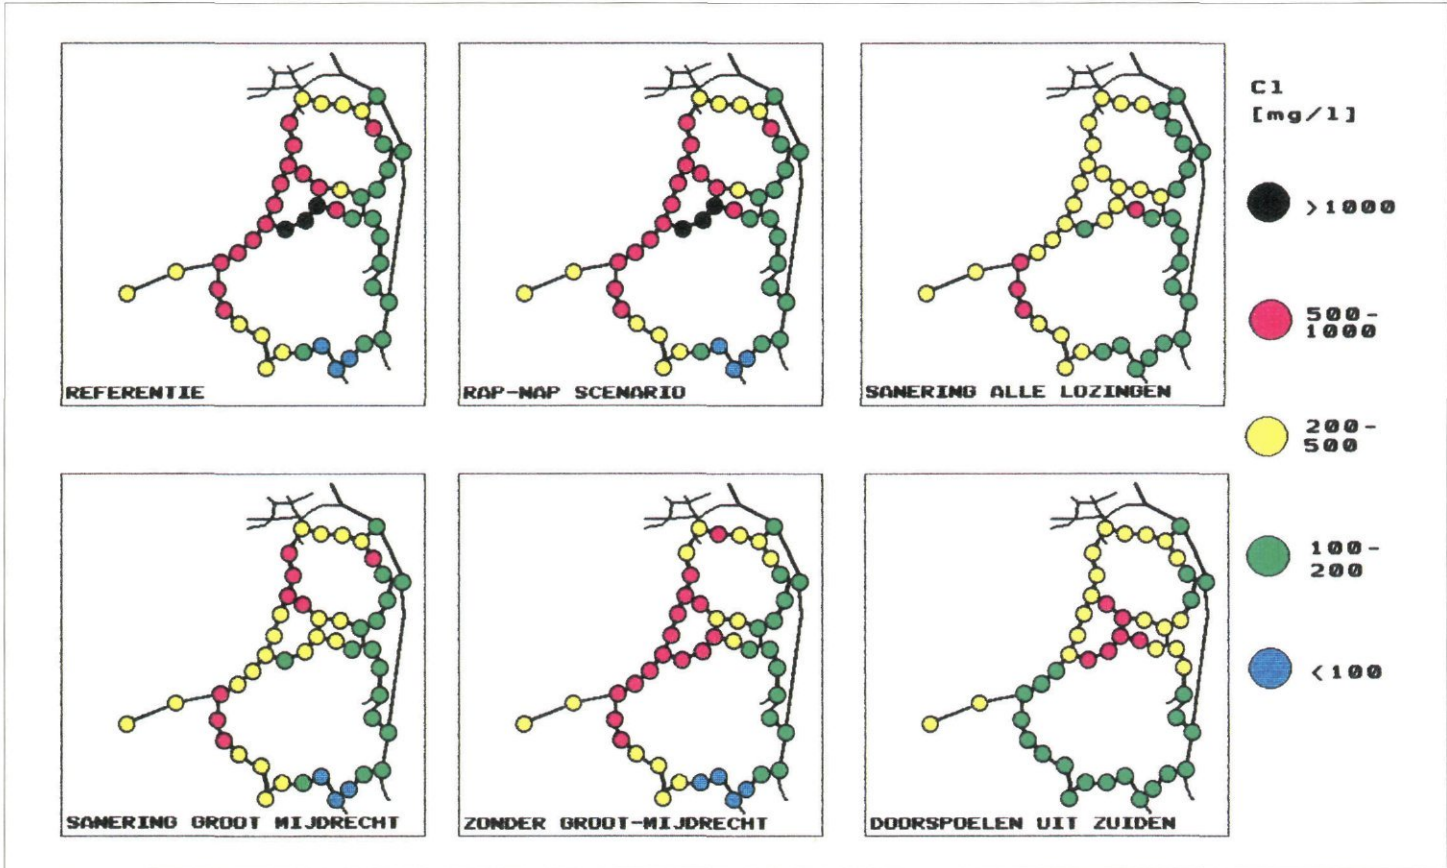 REFERENTIE
RAP-NAP SCENARIO
SANERING ALLE LOZINGEN
SANERING GROOT MIJDRECHT
ZONDER GROOT-MIJDRECHT
DOORSPOELEN UIT ZUIDEN
Cl
[mg/l]
>1000
500-
1000
200-
500
100-
200
<100